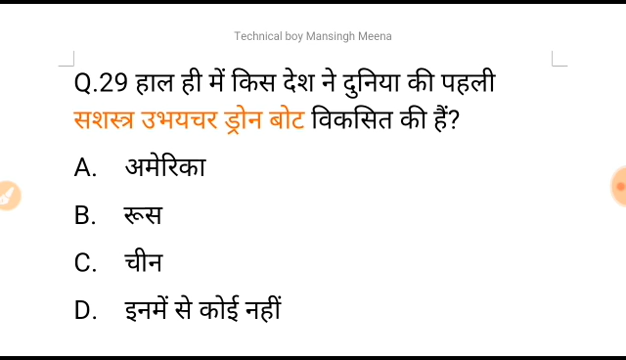 Technical boy Mansingh Meena
Q.29 हाल ही में किस देश ने दुनिया की पहली
सशस्त्र उभयचर ड्रोन बोट विकसित की हैं?
A. अमेरिका
B. रूस
C. चीन
D. इनमें से कोई नहीं